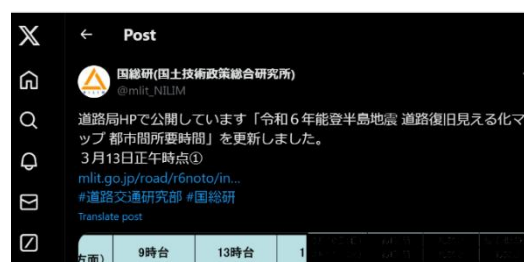 Post
国総研(国土技術政策総合研究所)
@mlit_NILIM
道路局HPで公開しています「令和６年能登半島地震 道路復旧見える化マ
ップ 都市間所要時間」を更新しました。
３月13日正午時点①
mlit.go.jp/road/r6noto/in...
#道路交通研究部 #国総研
Translate post
方面) 9時台 13時台 1